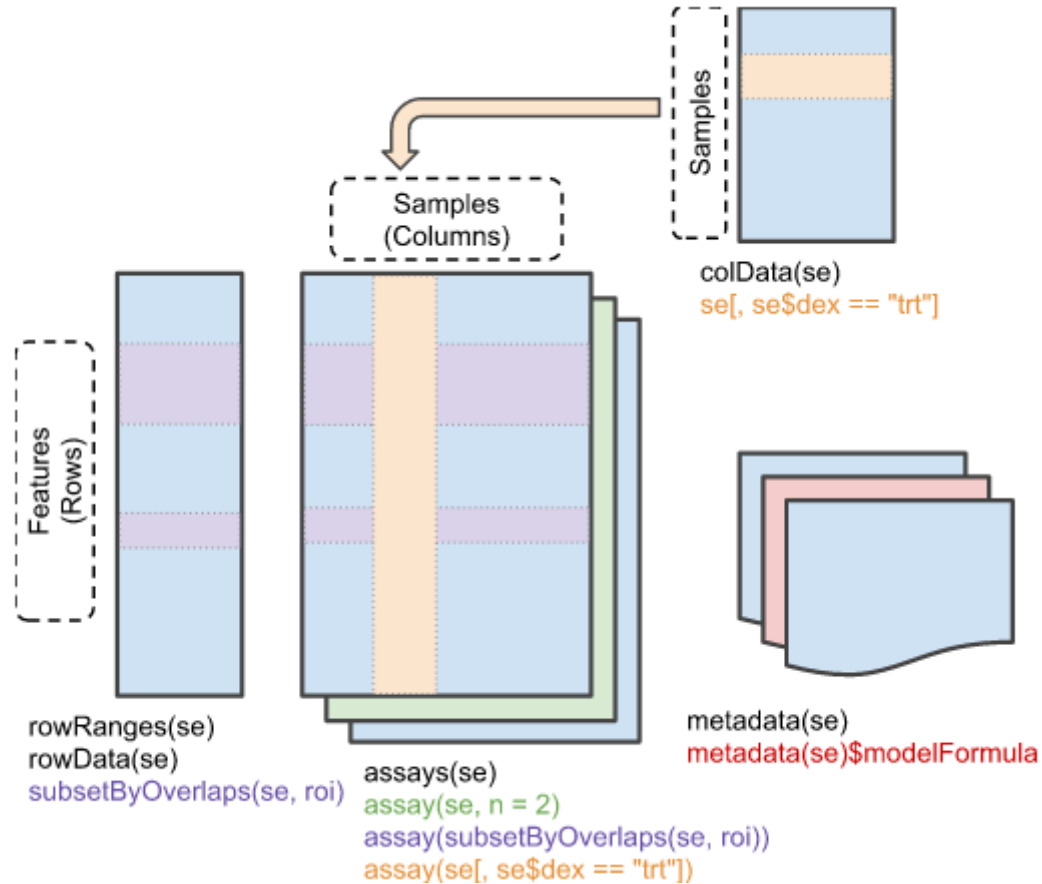 Samples
colData(se)
se[, se$dex == "trt"]
Samples
(Columns)
Features
(Rows)
rowRanges(se)
rowData(se)
subsetByOverlaps(se, roi)
assays(se)
assay(se, n = 2)
assay(subsetByOverlaps(se, roi))
assay(se[, se$dex == "trt"])
metadata(se)
metadata(se)$modelFormula